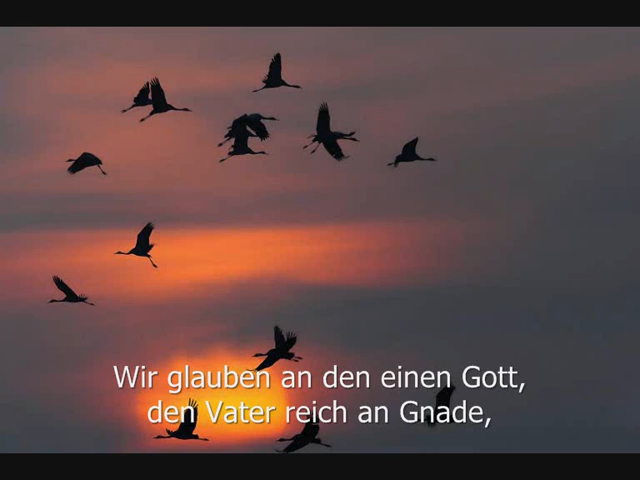 Wir glauben an den einen Gott,
den Vater reich an Gnade,